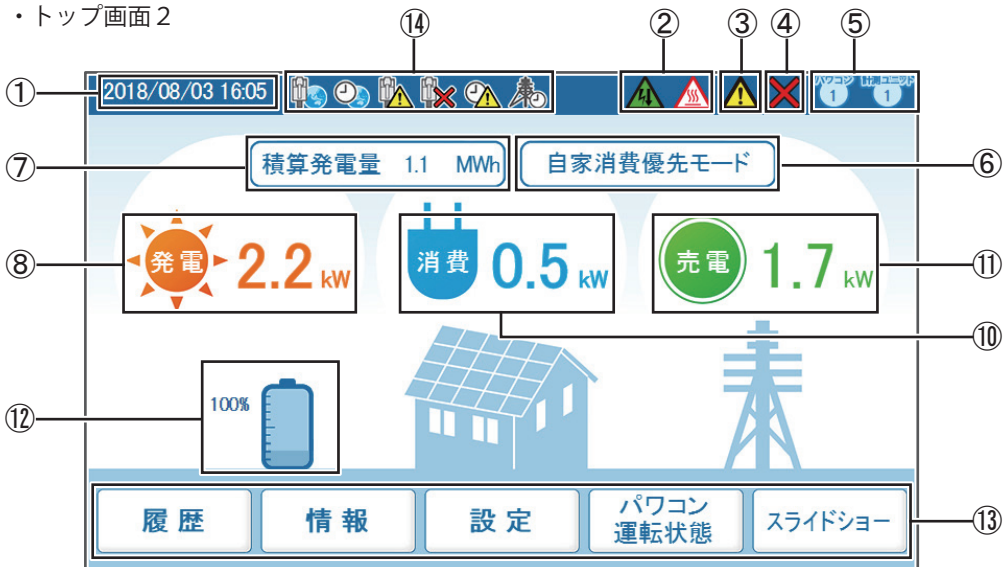 ・トップ画面２
⑭ ② ③ ④ ⑤
① 2018/08/03 16:05 パワコン 1 計測ユニット 1
⑦ 積算発電量 1.1 MWh 自家消費優先モード ⑥
⑧ 発電 2.2 kW 消費 0.5 kW 売電 1.7 kW ⑪
⑩
⑫ 100%
履歴 情報 設定 パワコン
運転状態 スライドショー ⑬